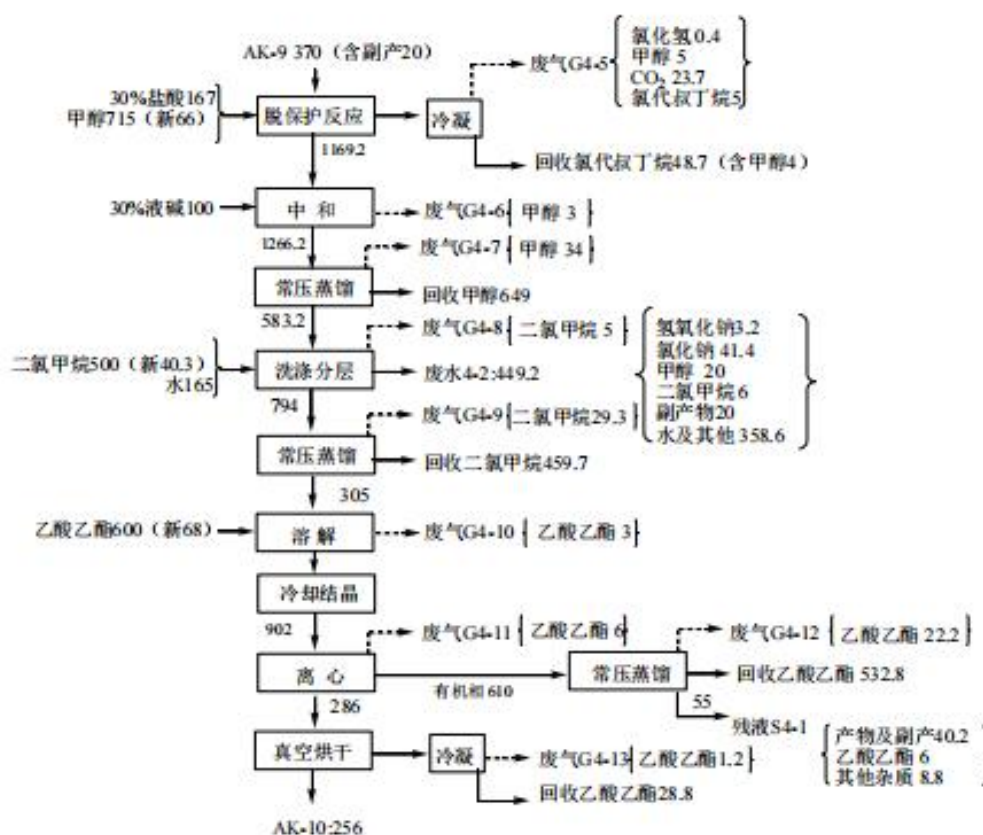 AK-9 370（含副产20）
废气G4-5
氯化氢0.4
甲醇 5
CO2 23.7
氯代叔丁烷5
30%盐酸167
甲醇715（新66）
脱保护反应
冷凝
1169.2
回收氯代叔丁烷48.7（含甲醇4）
30%液碱100
中和
废气G4-6
甲醇 3
1266.2
废气G4-7
甲醇 34
常压蒸馏
回收甲醇649
583.2
废气G4-8
二氯甲烷 5
氢氧化钠3.2
氯化钠 41.4
甲醇 20
二氯甲烷6
副产物20
水及其他 358.6
二氯甲烷500（新40.3）
水165
洗涤分层
废水4-2:449.2
794
废气G4-9
二氯甲烷29.3
常压蒸馏
回收二氯甲烷459.7
305
乙酸乙酯600（新68）
溶解
废气G4-10
乙酸乙酯 3
冷却结晶
902
废气G4-11
乙酸乙酯 6
废气G4-12
乙酸乙酯 22.2
离心
有机相610
常压蒸馏
回收乙酸乙酯 532.8
286
55
残液S4-1
产物及副产40.2
乙酸乙酯 6
其他杂质 8.8
真空烘干
冷凝
废气G4-13
乙酸乙酯1.2
回收乙酸乙酯28.8
AK-10:256